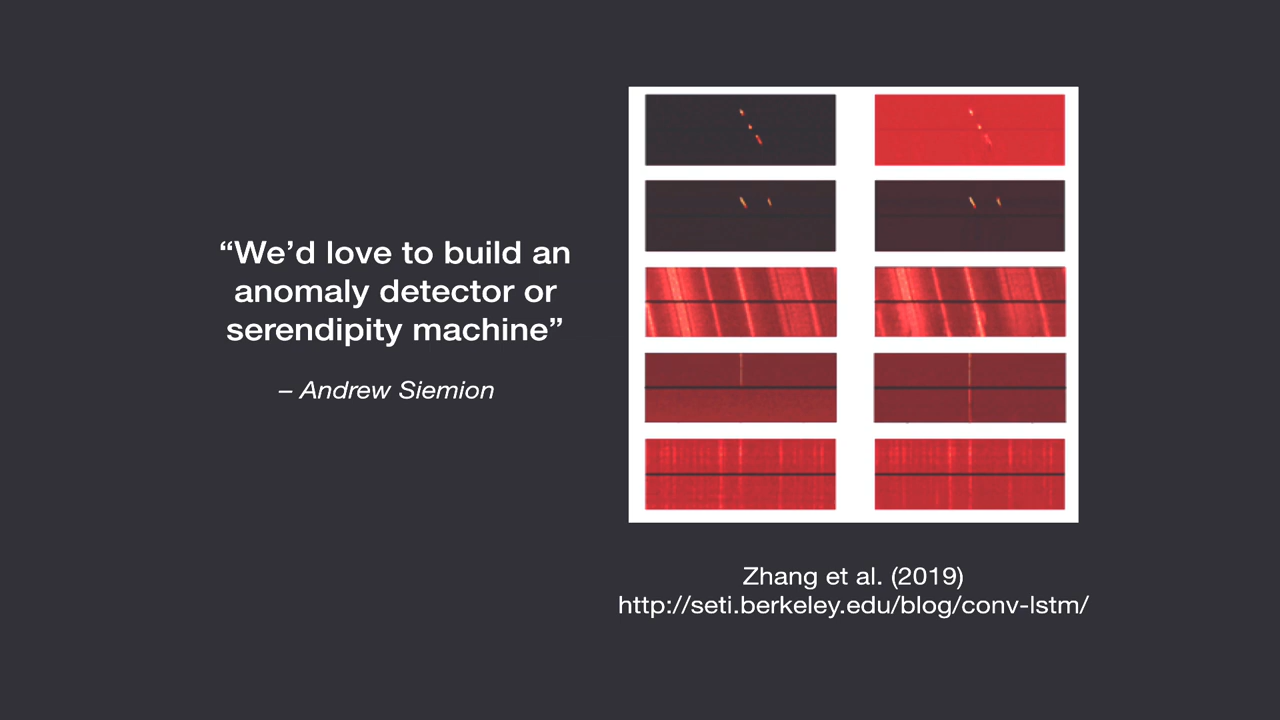 “We’d love to build an
anomaly detector or
serendipity machine”
– Andrew Siemion
Zhang et al. (2019)
http://seti.berkeley.edu/blog/conv-lstm/